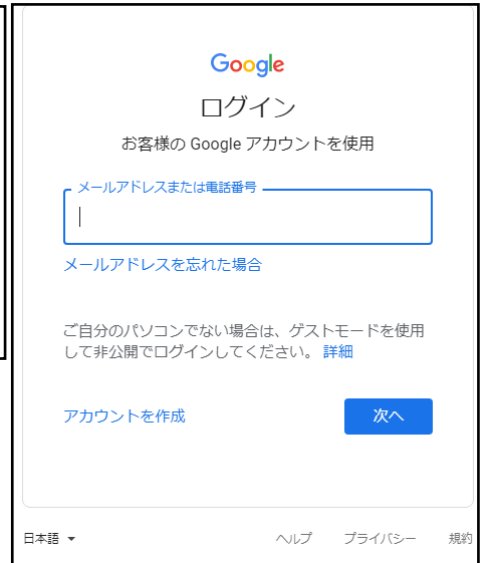 Google
ログイン
お客様の Google アカウントを使用
メールアドレスまたは電話番号
メールアドレスを忘れた場合
ご自分のパソコンでない場合は、ゲストモードを使用
して非公開でログインしてください。 詳細
アカウントを作成
次へ
日本語
ヘルプ プライバシー 規約